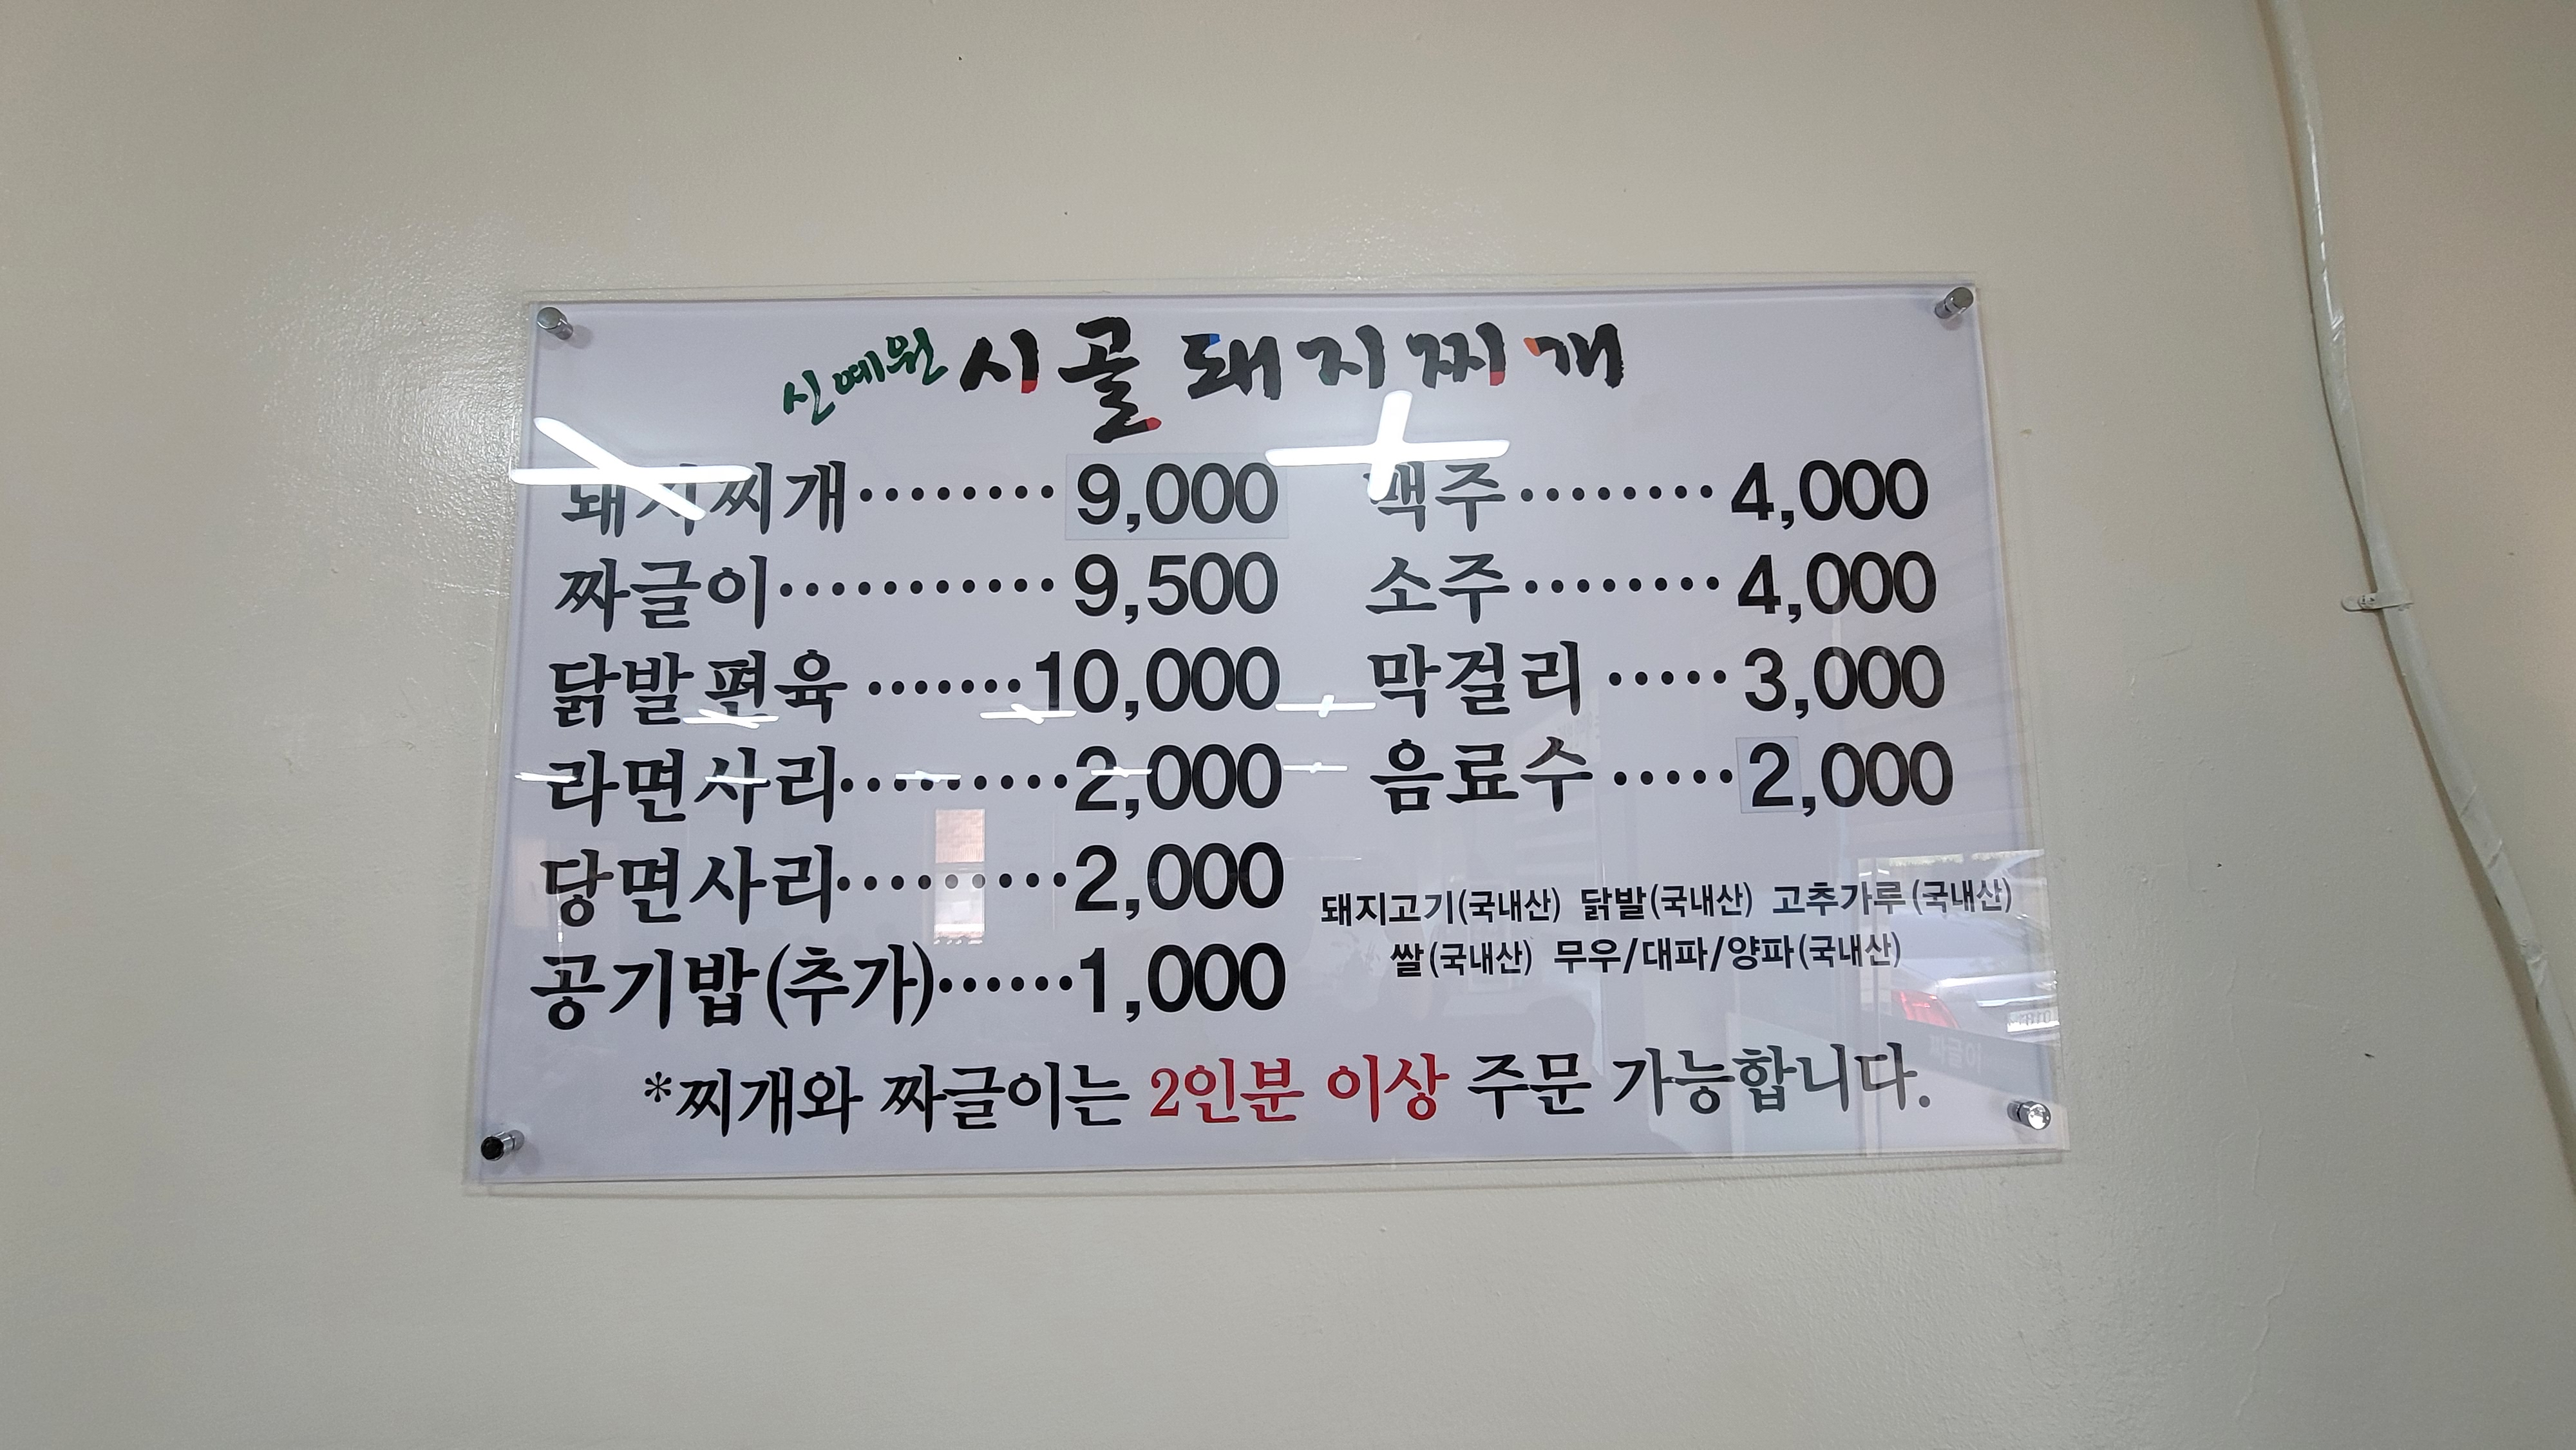 신예원 시골돼지찌개
돼지찌개········9,000
짜글이···········9,500
닭발편육·······10,000
라면사리·········2,000
당면사리·········2,000
공기밥(추가)······1,000
맥주········4,000
소주········4,000
막걸리·····3,000
음료수·····2,000
돼지고기(국내산) 닭발(국내산) 고추가루(국내산)
쌀(국내산) 무우/대파/양파(국내산)
*찌개와 짜글이는 2인분 이상 주문 가능합니다.